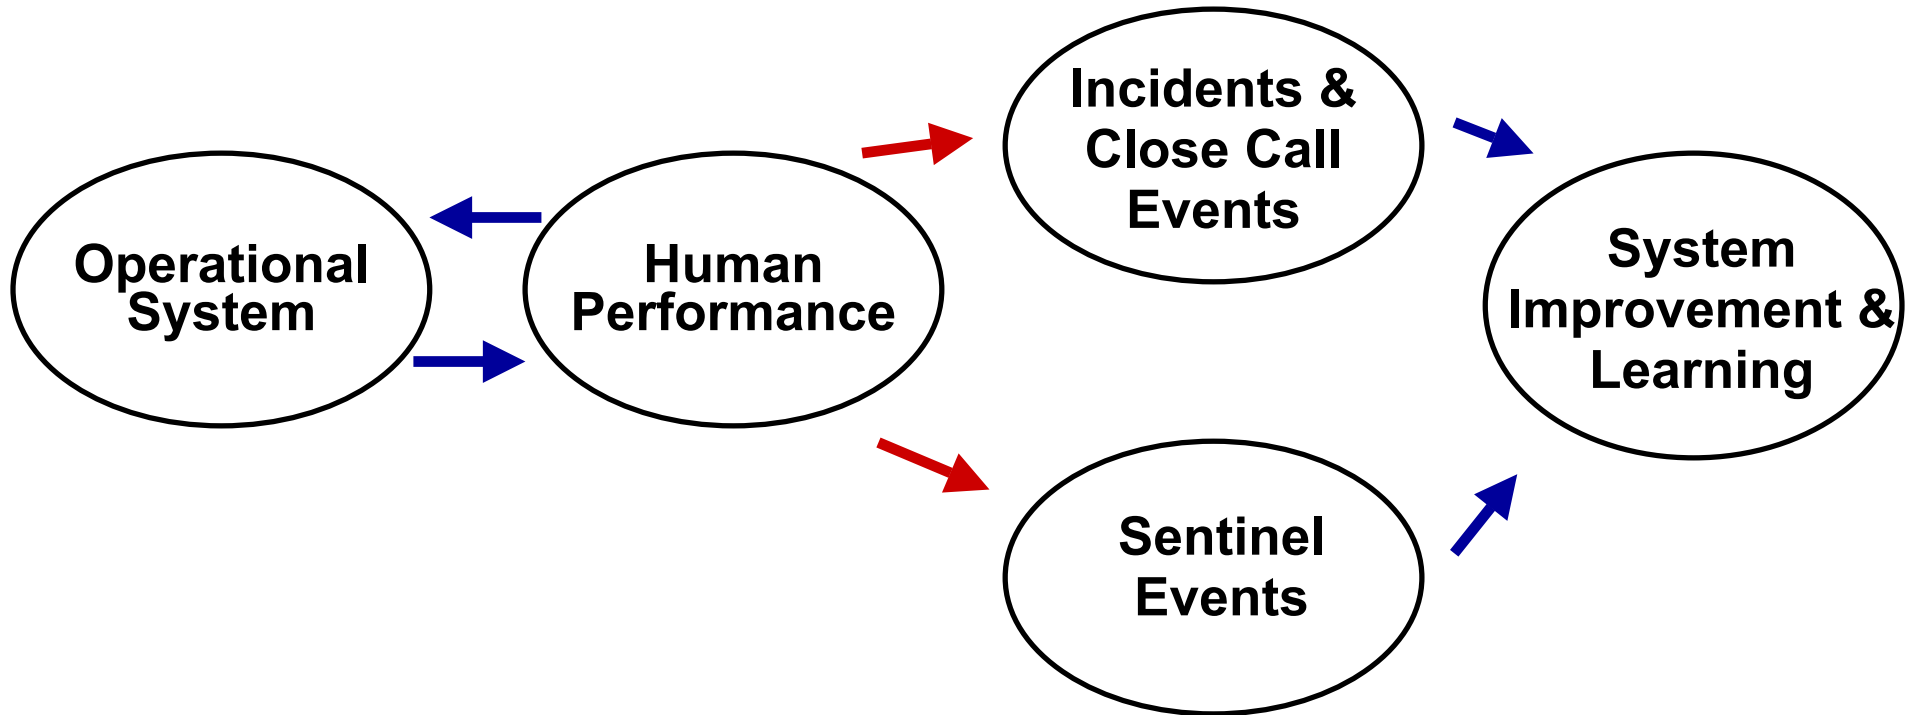 Operational
System
Human
Performance
Incidents &
Close Call
Events
Sentinel
Events
System
Improvement &
Learning